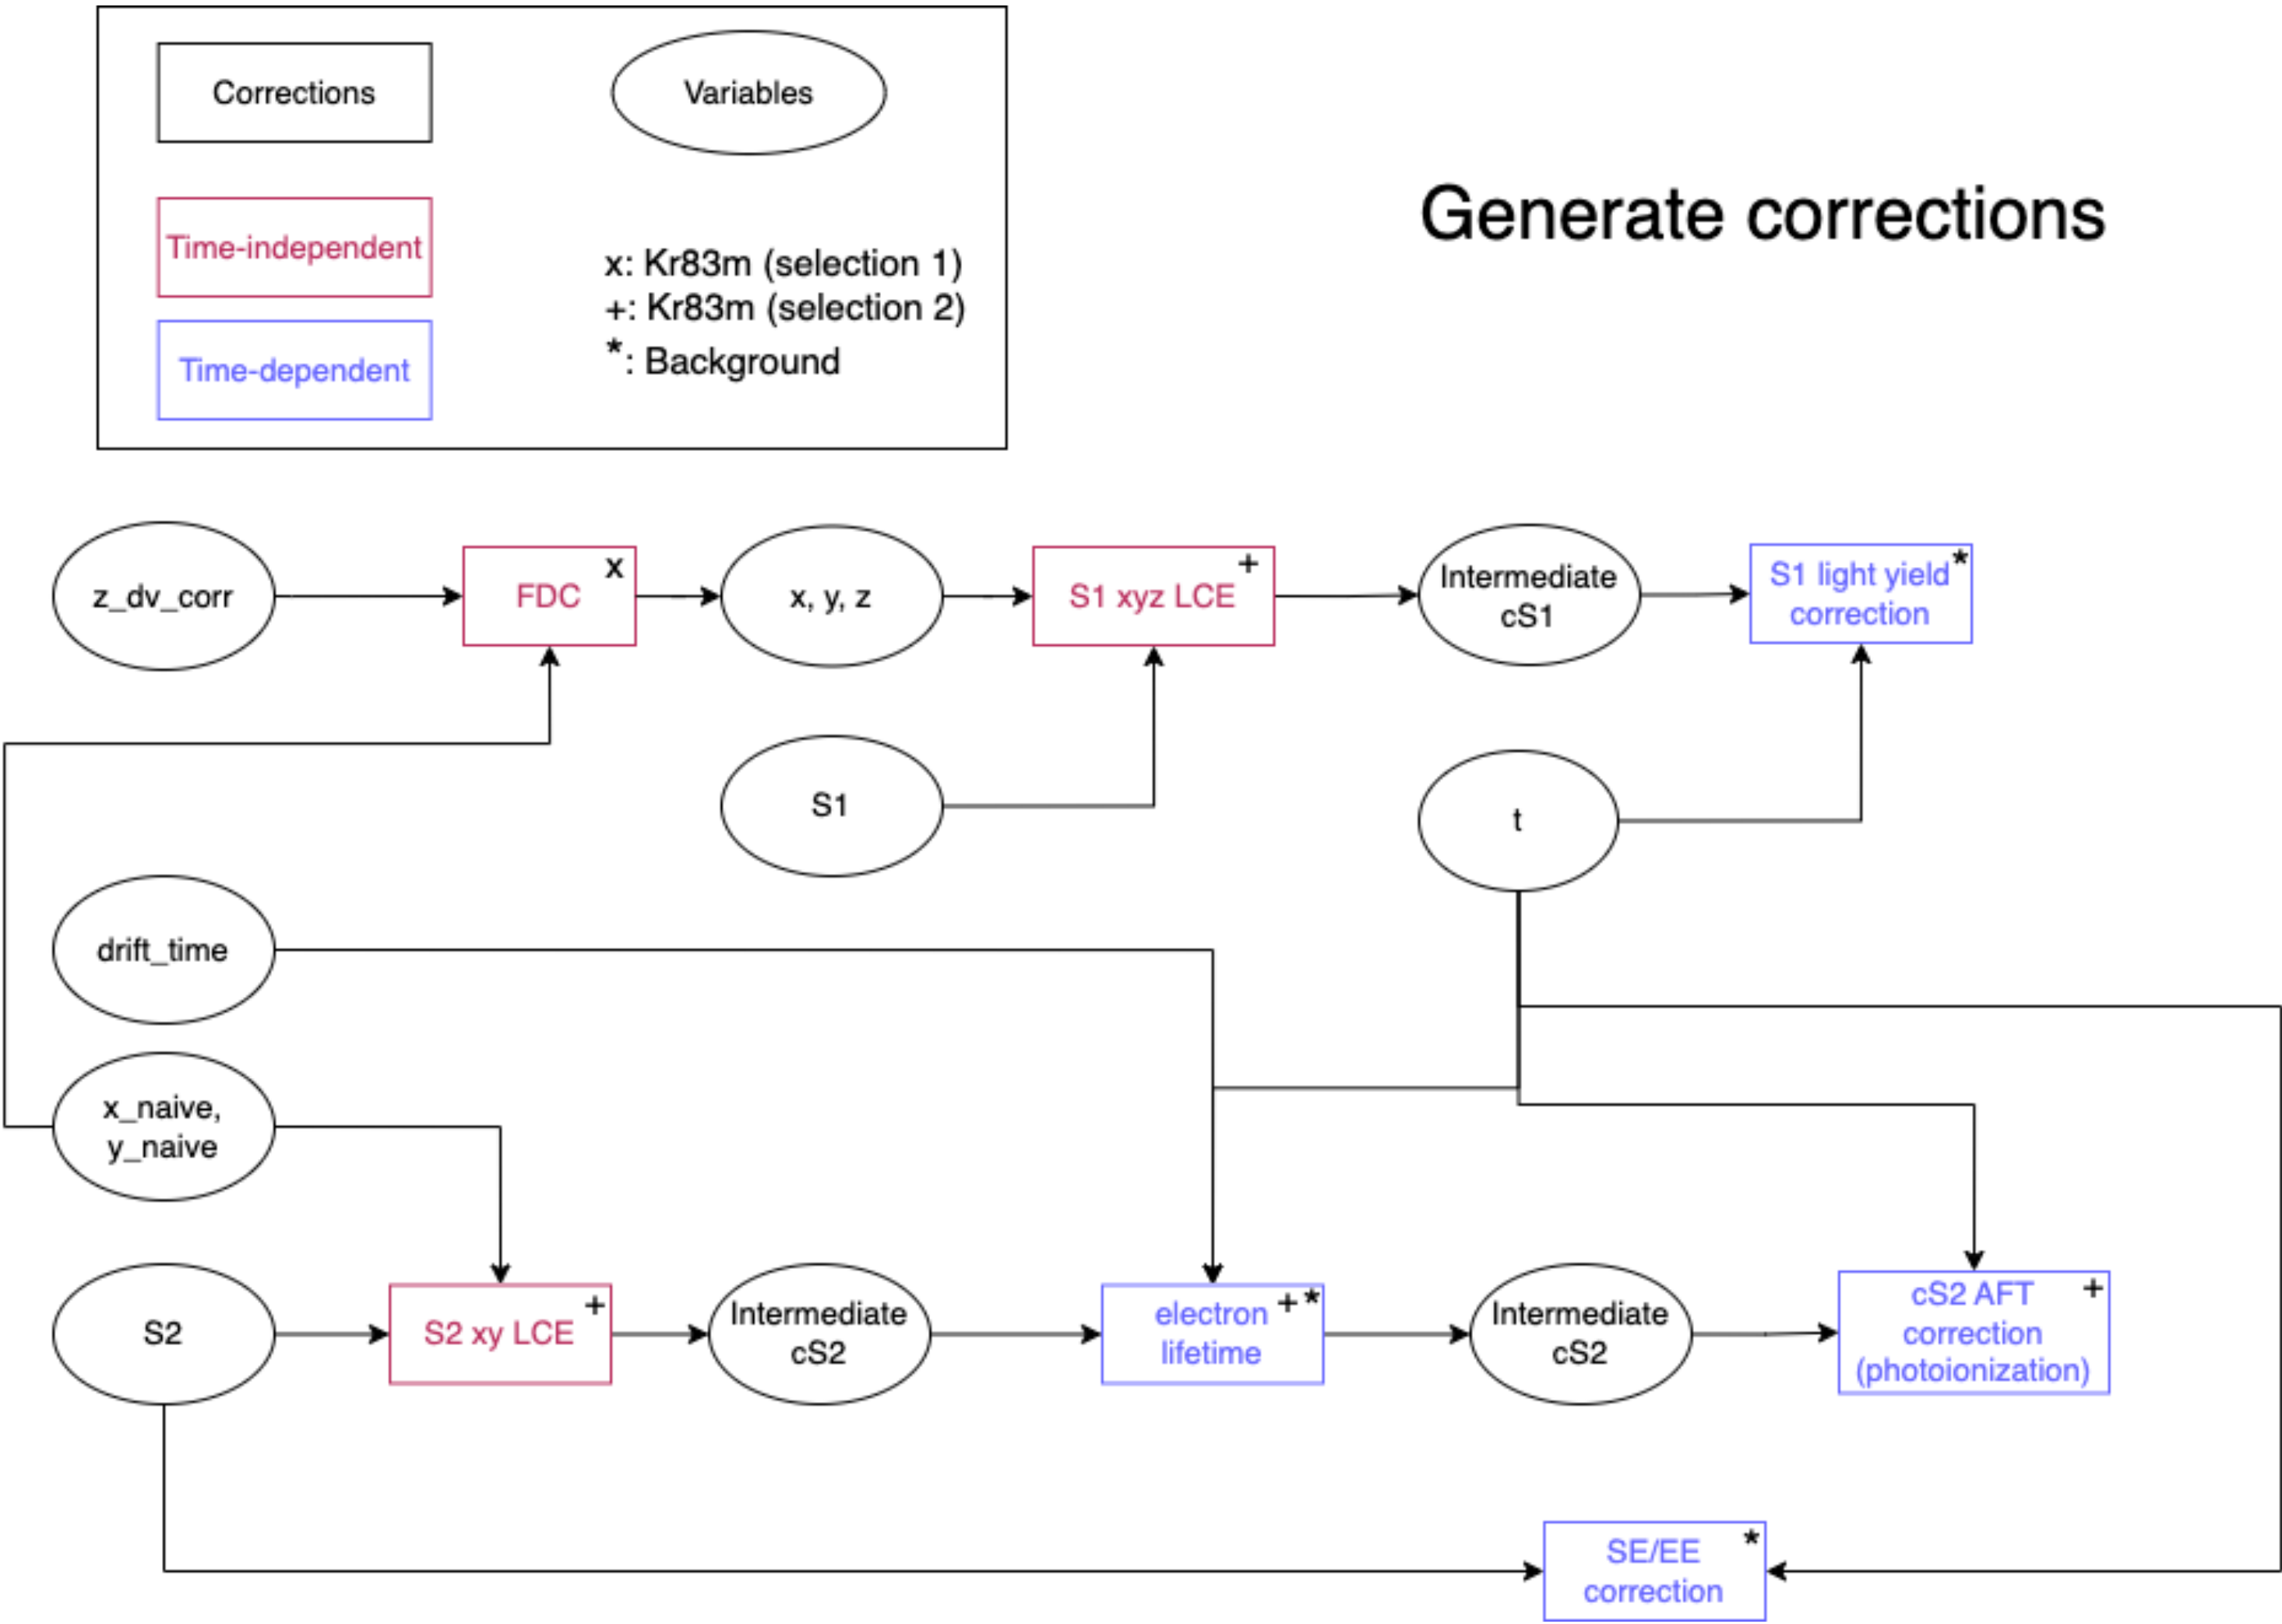 Corrections
Variables
Generate corrections
Time-independent
x: Kr83m (selection 1)
+: Kr83m (selection 2)
*: Background
Time-dependent
z_dv_corr
FDC
x
x, y, z
S1 xyz LCE
+
Intermediate
cS1
S1 light yield
correction
*
S1
t
drift_time
x_naive,
y_naive
S2
S2 xy LCE
+
Intermediate
cS2
electron
lifetime
+*
Intermediate
cS2
cS2 AFT
correction
(photoionization)
+
SE/EE
correction
*